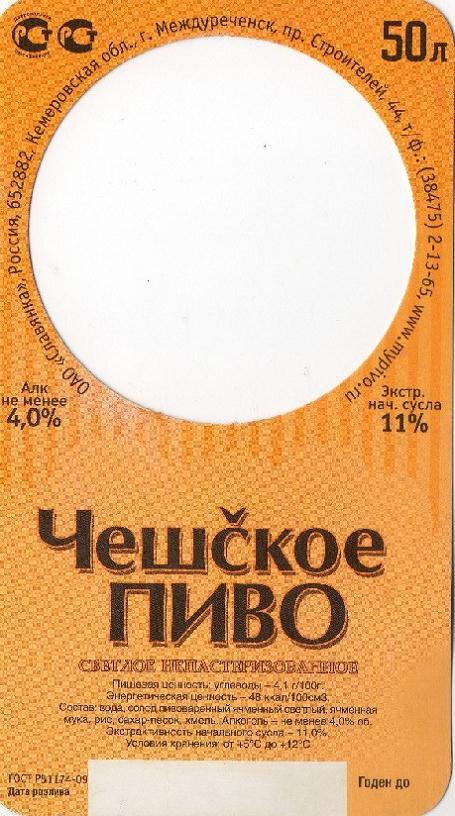 50 л
ОАО «Славянка», Россия, 652882, Кемеровская обл., г. Междуреченск, пр. Строителей, 44, т/ф.: (38475) 2-13-65, www.mypivo.ru
Алк
не менее
4,0%
Экстр.
нач. сусла
11%
Чешčкое
ПИВО
СВЕТЛОЕ НЕПАСТЕРИЗОВАННОЕ
Пищевая ценность: углеводы – 4,1 г/100г.
Энергетическая ценность – 48 ккал/100см3.
Состав: вода, солод пивоваренный ячменный светлый, ячменная
мука, рис, сахар-песок, хмель. Алкоголь – не менее 4,0% об.
Экстрактивность начального сусла – 11,0%
Условия хранения: от +5°С до +12°С
ГОСТ Р51174-09
Дата розлива
Годен до